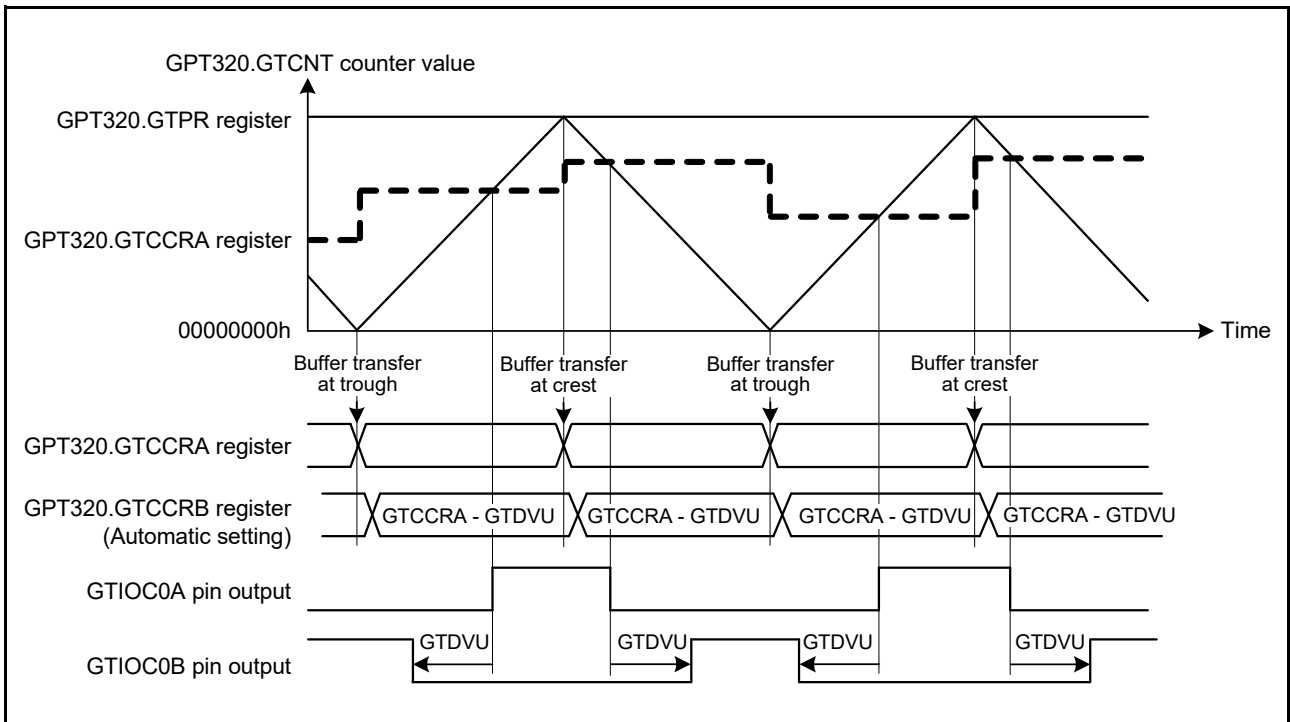 GPT320.GTCNT counter value
GPT320.GTPR register
GPT320.GTCCRA register
00000000h
Time
Buffer transfer
at trough
Buffer transfer
at crest
Buffer transfer
at trough
Buffer transfer
at crest
GPT320.GTCCRA register
GPT320.GTCCRB register
(Automatic setting)
GTCCRA - GTDVU
GTCCRA - GTDVU
GTCCRA - GTDVU
GTCCRA - GTDVU
GTIOC0A pin output
GTIOC0B pin output
GTDVU
GTDVU
GTDVU
GTDVU